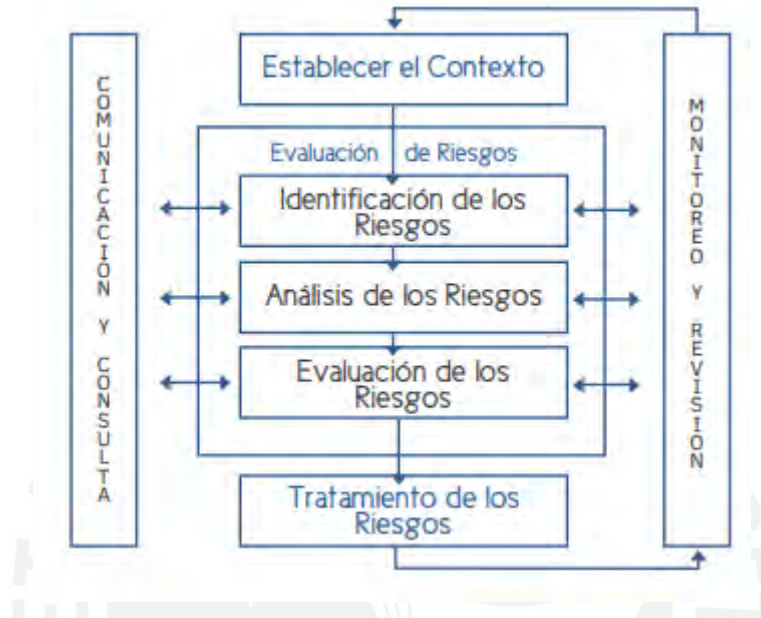 COMUNICACIÓN Y CONSULTA
Establecer el Contexto
Evaluación de Riesgos
Identificación de los
Riesgos
Análisis de los Riesgos
Evaluación de los
Riesgos
Tratamiento de los
Riesgos
MONITOREO Y REVISIÓN